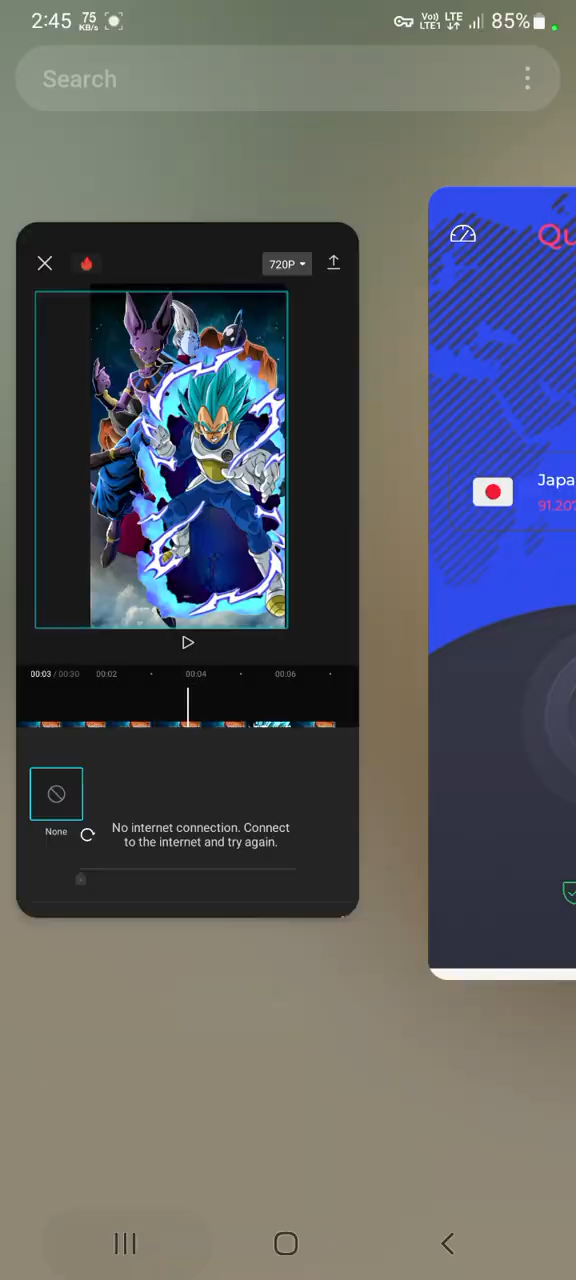 2:45 75 KB/s Vo)) LTE1 LTE 85%
Search
720P
Qu
Japa
91.20%
00:03 / 00:30 00:02 00:04 00:06
None
No internet connection. Connect
to the internet and try again.